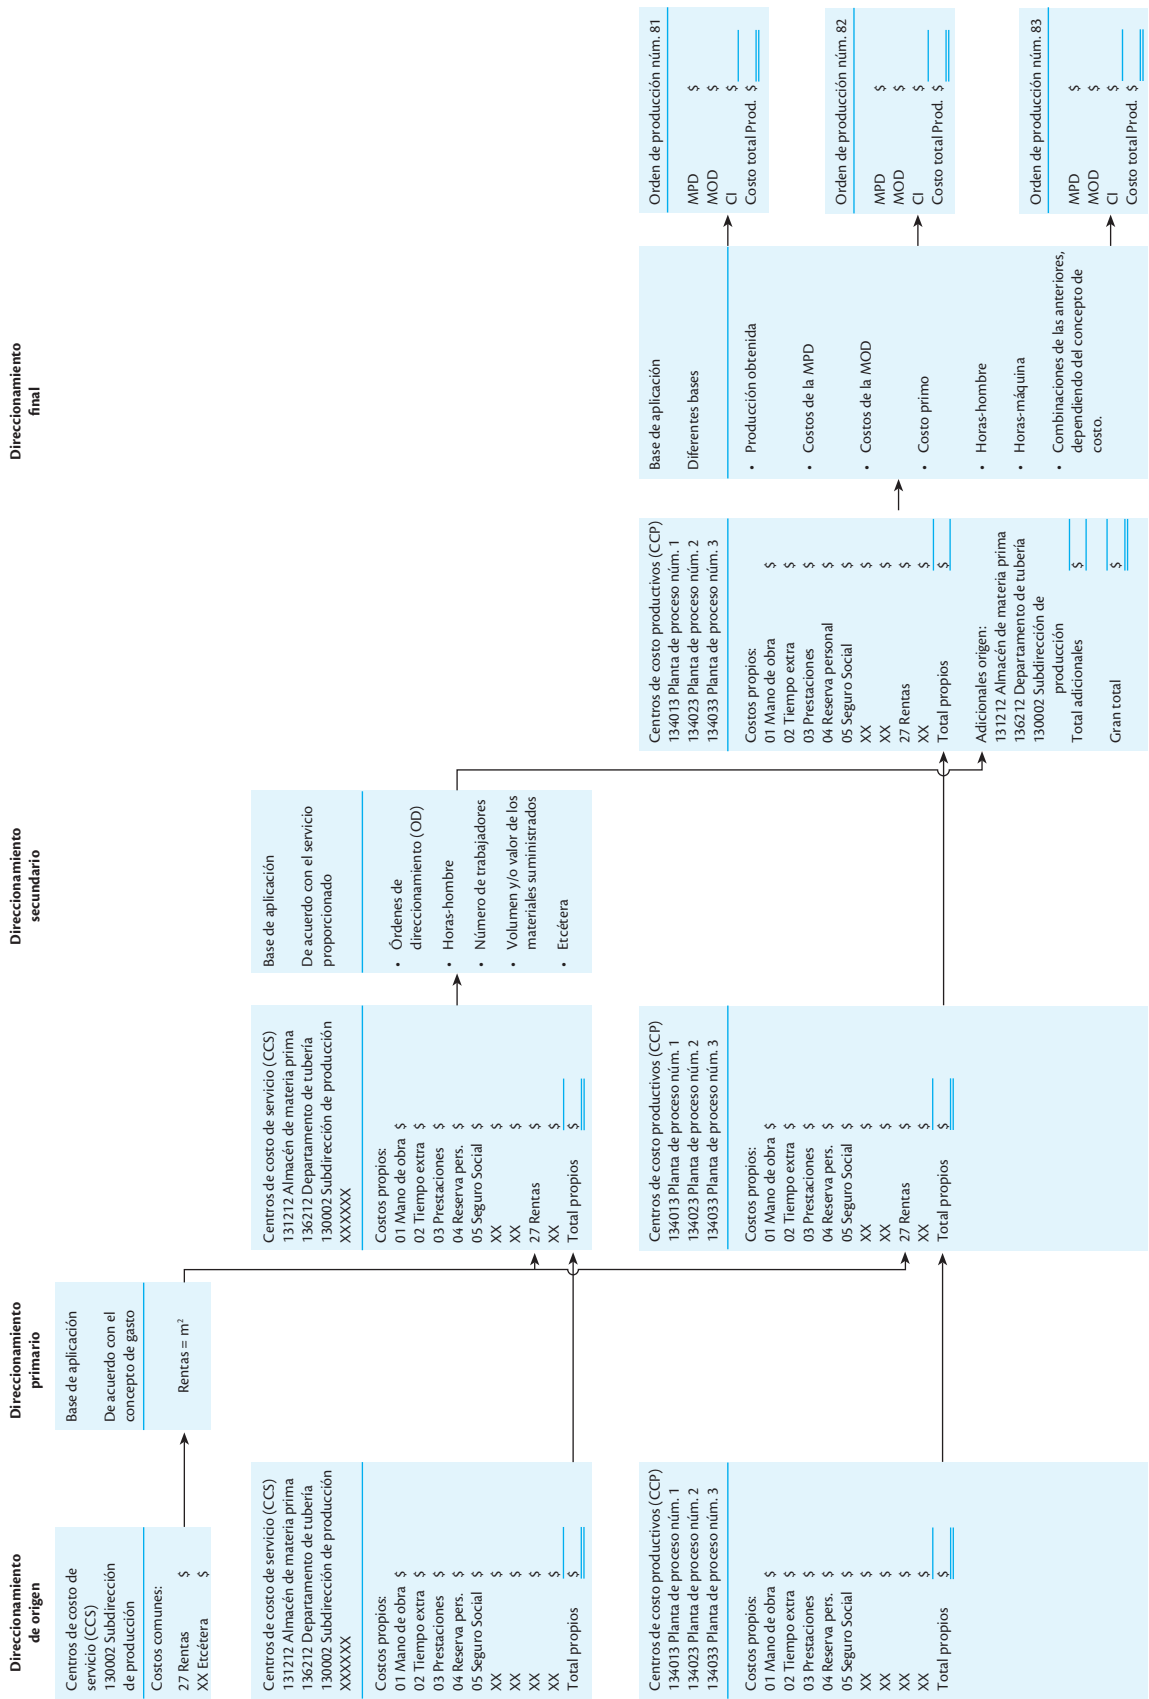 Direccionamiento
de origen
Direccionamiento
primario
Direccionamiento
secundario
Direccionamiento
final
Centros de costo de
servicio (CCS)
130002 Subdirección
de producción
Costos comunes:
27 Rentas $
XX Etcétera $
Base de aplicación
De acuerdo con el
concepto de gasto
Rentas = m²
Centros de costo de servicio (CCS)
131212 Almacén de materia prima
136212 Departamento de tubería
130002 Subdirección de producción
XXXXXX
Costos propios:
01 Mano de obra $
02 Tiempo extra $
03 Prestaciones $
04 Reserva pers. $
05 Seguro Social $
XX $
XX $
XX $
XX $
Total propios $
Centros de costo de servicio (CCS)
131212 Almacén de materia prima
136212 Departamento de tubería
130002 Subdirección de producción
XXXXXX
Costos propios:
01 Mano de obra $
02 Tiempo extra $
03 Prestaciones $
04 Reserva pers. $
05 Seguro Social $
XX $
XX $
27 Rentas $
XX $
Total propios $
Base de aplicación
De acuerdo con el servicio
proporcionado
• Órdenes de
direccionamiento (OD)
• Horas-hombre
• Número de trabajadores
• Volumen y/o valor de los
materiales suministrados
• Etcétera
Centros de costo productivos (CCP)
134013 Planta de proceso núm. 1
134023 Planta de proceso núm. 2
134033 Planta de proceso núm. 3
Costos propios:
01 Mano de obra $
02 Tiempo extra $
03 Prestaciones $
04 Reserva pers. $
05 Seguro Social $
XX $
XX $
XX $
XX $
Total propios $
Centros de costo productivos (CCP)
134013 Planta de proceso núm. 1
134023 Planta de proceso núm. 2
134033 Planta de proceso núm. 3
Costos propios:
01 Mano de obra $
02 Tiempo extra $
03 Prestaciones $
04 Reserva pers. $
05 Seguro Social $
XX $
XX $
27 Rentas $
XX $
Total propios $
Centros de costo productivos (CCP)
134013 Planta de proceso núm. 1
134023 Planta de proceso núm. 2
134033 Planta de proceso núm. 3
Costos propios:
01 Mano de obra $
02 Tiempo extra $
03 Prestaciones $
04 Reserva personal $
05 Seguro Social $
XX $
XX $
27 Rentas $
XX $
Total propios $
Adicionales origen:
131212 Almacén de materia prima
136212 Departamento de tubería
130002 Subdirección de
producción
Total adicionales $
Gran total $
Base de aplicación
Diferentes bases
• Producción obtenida
• Costos de la MPD
• Costos de la MOD
• Costo primo
• Horas-hombre
• Horas-máquina
• Combinaciones de las anteriores,
dependiendo del concepto de
costo.
Orden de producción núm. 81
MPD $
MOD $
CI $
Costo total Prod. $
Orden de producción núm. 82
MPD $
MOD $
CI $
Costo total Prod. $
Orden de producción núm. 83
MPD $
MOD $
CI $
Costo total Prod. $